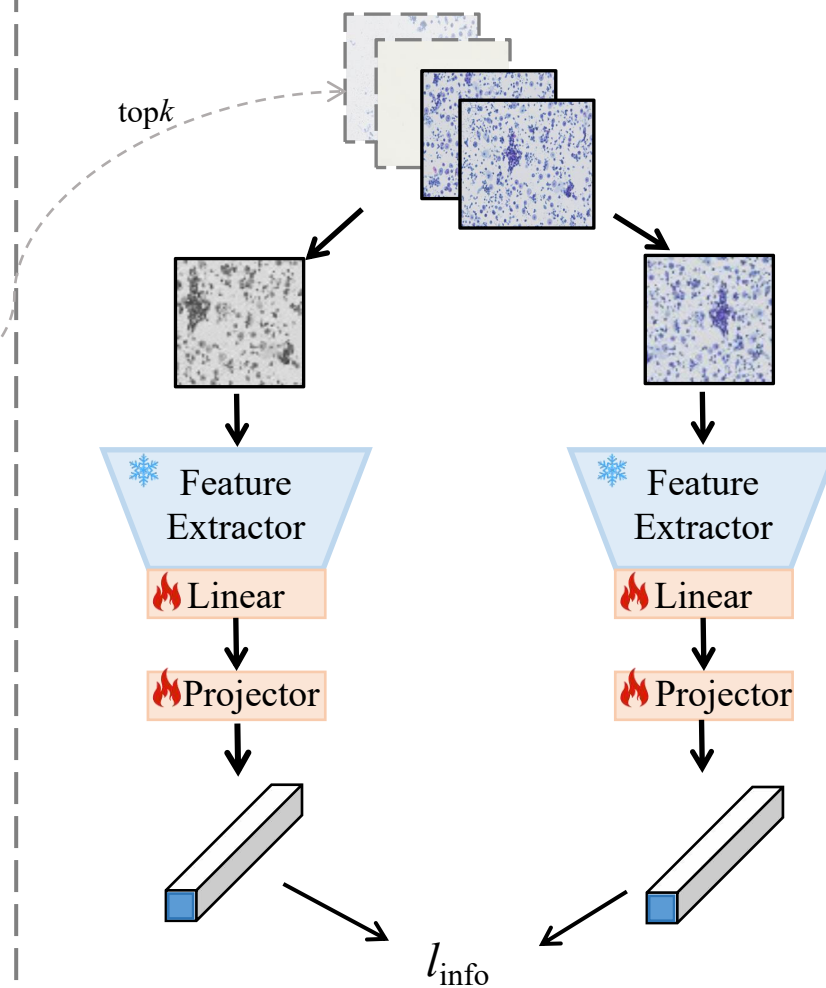 topk
Feature
Extractor
Linear
Projector
Feature
Extractor
Linear
Projector
l_info